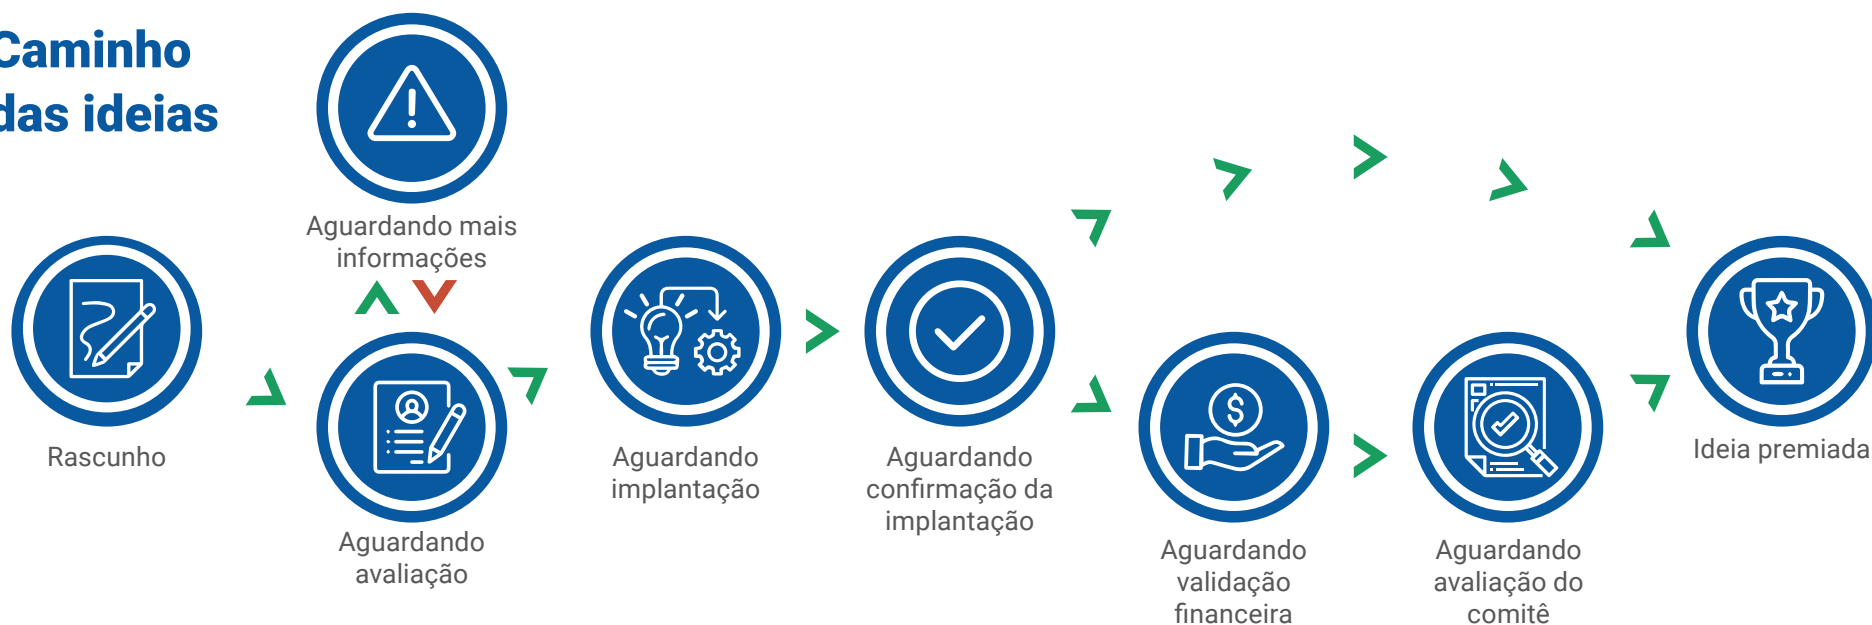 Caminho
das ideias
Aguardando mais
informações
Rascunho
Aguardando
avaliação
Aguardando
implantação
Aguardando
confirmação da
implantação
Aguardando
validação
financeira
Aguardando
avaliação do
comitê
Ideia premiada